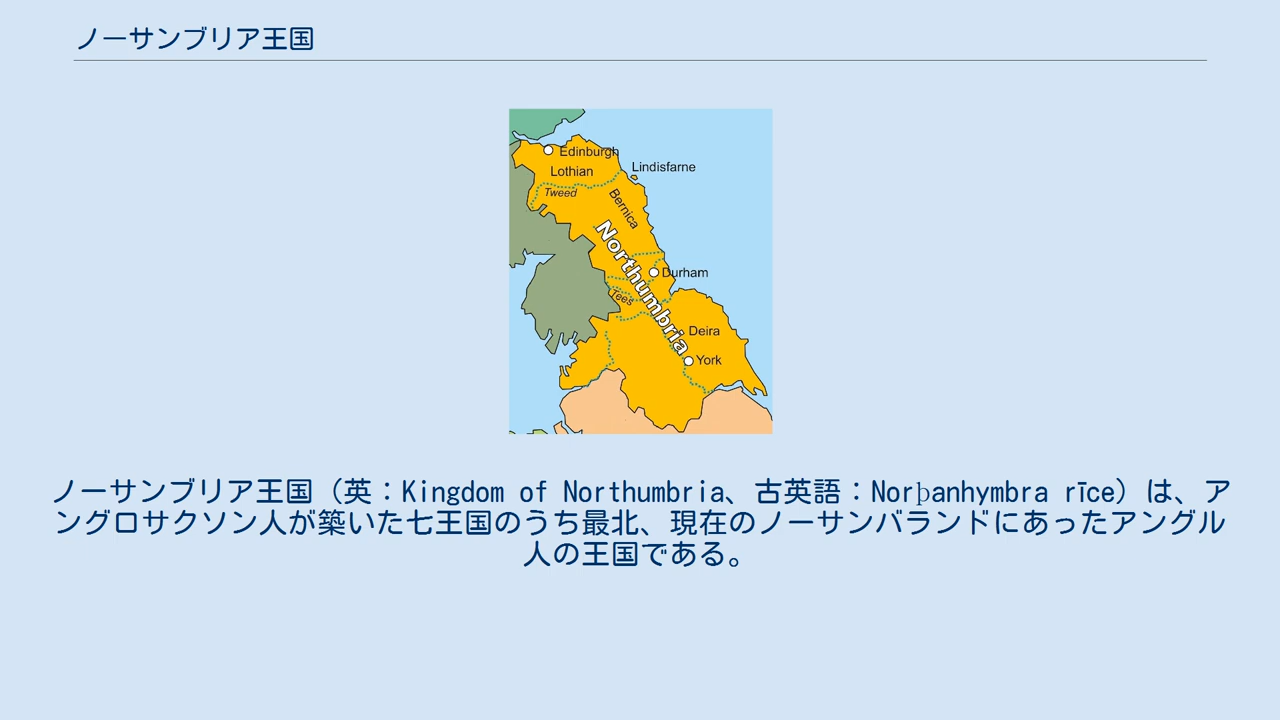 ノーサンブリア王国
Edinburgh
Lothian
Lindisfarne
Tweed
Bernica
Northumbria
Durham
Tees
Deira
York
ノーサンブリア王国（英：Kingdom of Northumbria、古英語：Norþanhymbra rīce）は、ア
ングロサクソン人が築いた七王国のうち最北、現在のノーサンバランドにあったアングル
人の王国である。